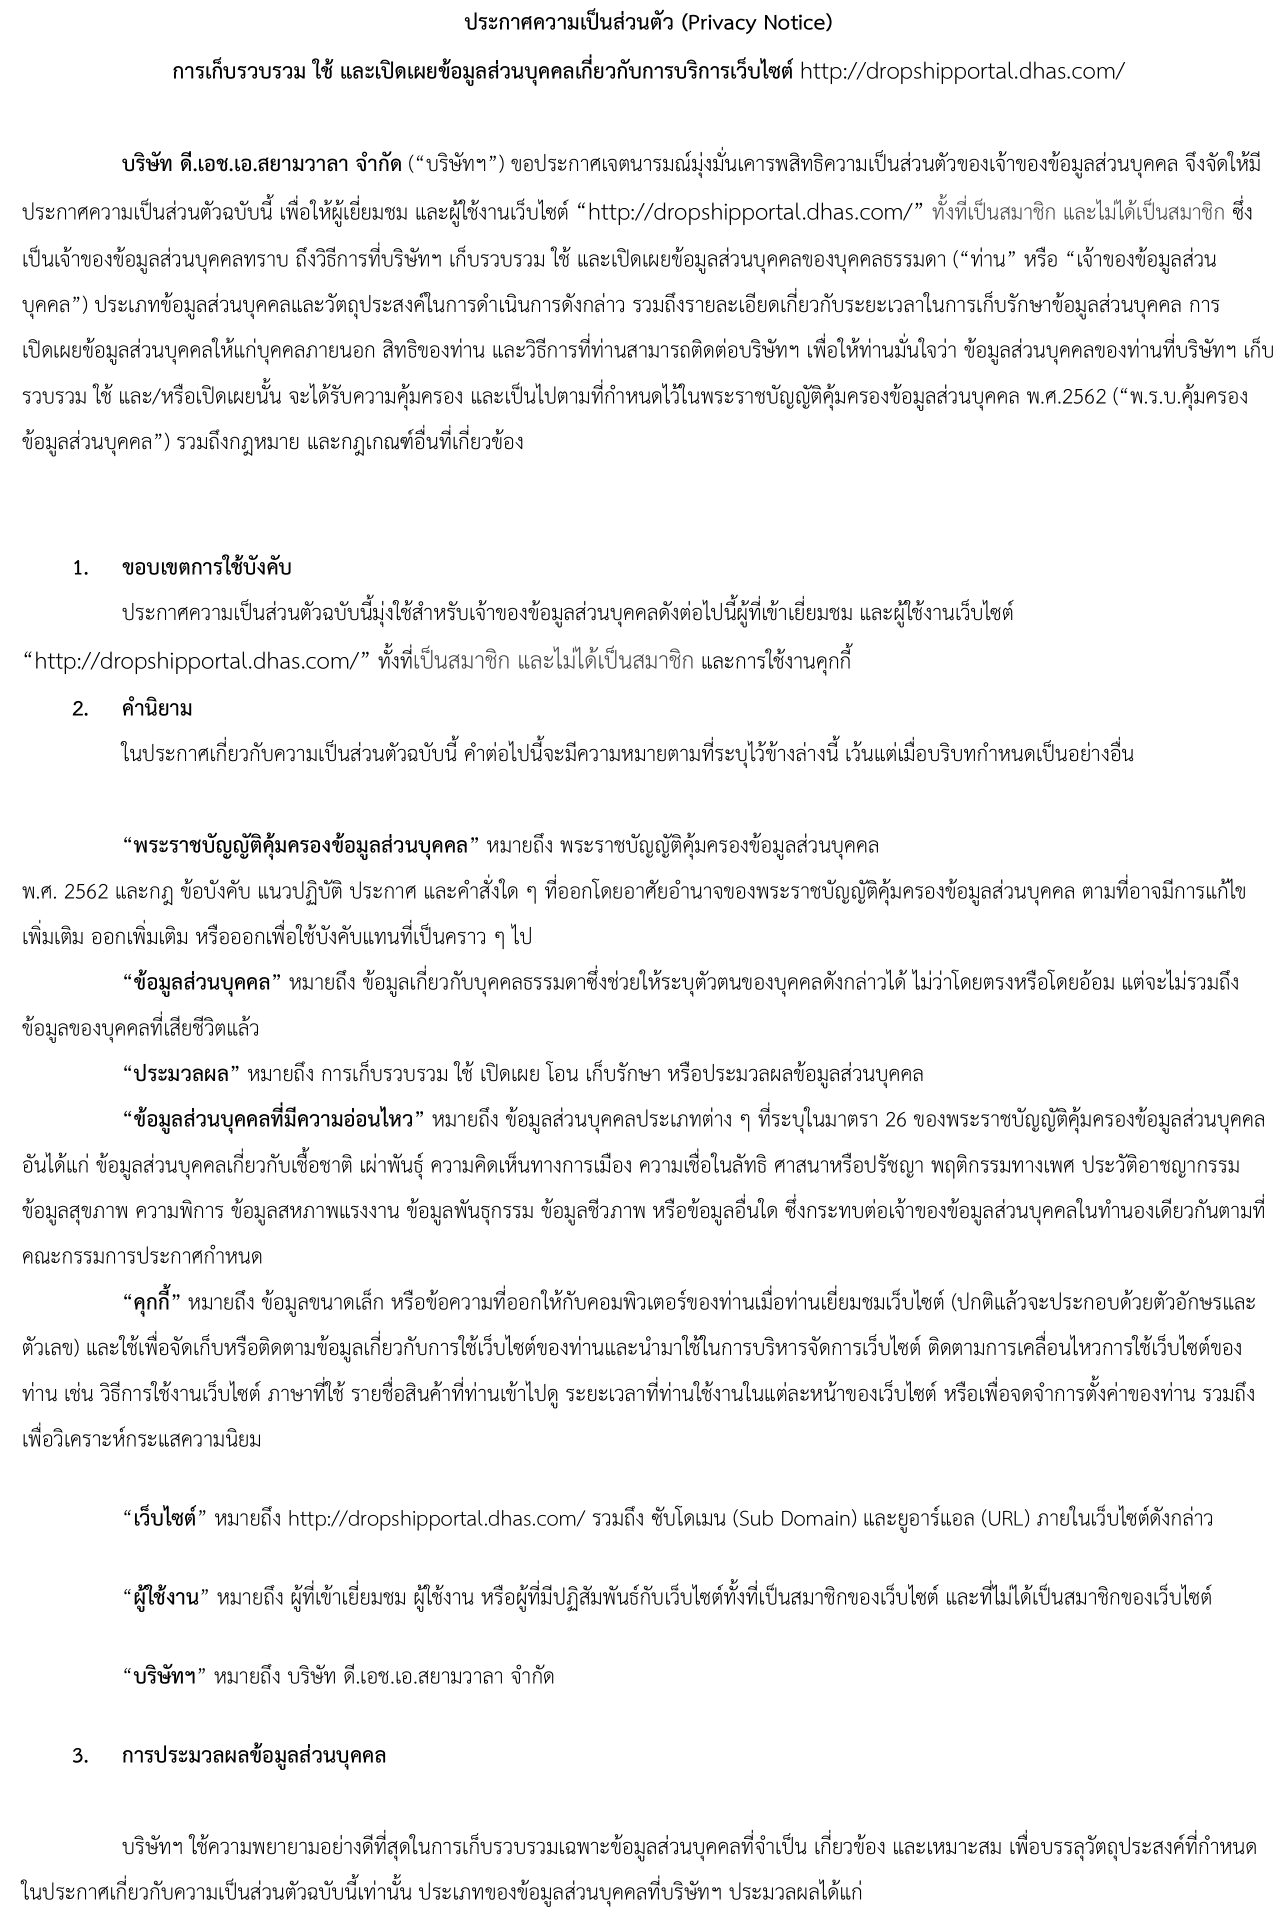 ประกาศความเป็นส่วนตัว (Privacy Notice)
การเก็บรวบรวม ใช้ และเปิดเผยข้อมูลส่วนบุคคลเกี่ยวกับการบริการเว็บไซต์ http://dropshipportal.dhas.com/
บริษัท ดี.เอช.เอ.สยามวาลา จำกัด (“บริษัทฯ”) ขอประกาศเจตนารมณ์มุ่งมั่นเคารพสิทธิความเป็นส่วนตัวของเจ้าของข้อมูลส่วนบุคคล จึงจัดให้มี
ประกาศความเป็นส่วนตัวฉบับนี้ เพื่อให้ผู้เยี่ยมชม และผู้ใช้งานเว็บไซต์ “http://dropshipportal.dhas.com/” ทั้งที่เป็นสมาชิก และไม่ได้เป็นสมาชิก ซึ่ง
เป็นเจ้าของข้อมูลส่วนบุคคลทราบ ถึงวิธีการที่บริษัทฯ เก็บรวบรวม ใช้ และเปิดเผยข้อมูลส่วนบุคคลของบุคคลธรรมดา (“ท่าน” หรือ “เจ้าของข้อมูลส่วน
บุคคล”) ประเภทข้อมูลส่วนบุคคลและวัตถุประสงค์ในการดำเนินการดังกล่าว รวมถึงรายละเอียดเกี่ยวกับระยะเวลาในการเก็บรักษาข้อมูลส่วนบุคคล การ
เปิดเผยข้อมูลส่วนบุคคลให้แก่บุคคลภายนอก สิทธิของท่าน และวิธีการที่ท่านสามารถติดต่อบริษัทฯ เพื่อให้ท่านมั่นใจว่า ข้อมูลส่วนบุคคลของท่านที่บริษัทฯ เก็บ
รวบรวม ใช้ และ/หรือเปิดเผยนั้น จะได้รับความคุ้มครอง และเป็นไปตามที่กำหนดไว้ในพระราชบัญญัติคุ้มครองข้อมูลส่วนบุคคล พ.ศ.2562 (“พ.ร.บ.คุ้มครอง
ข้อมูลส่วนบุคคล”) รวมถึงกฎหมาย และกฎเกณฑ์อื่นที่เกี่ยวข้อง
1. ขอบเขตการใช้บังคับ
ประกาศความเป็นส่วนตัวฉบับนี้มุ่งใช้สำหรับเจ้าของข้อมูลส่วนบุคคลดังต่อไปนี้ผู้ที่เข้าเยี่ยมชม และผู้ใช้งานเว็บไซต์
“http://dropshipportal.dhas.com/” ทั้งที่เป็นสมาชิก และไม่ได้เป็นสมาชิก และการใช้งานคุกกี้
2. คำนิยาม
ในประกาศเกี่ยวกับความเป็นส่วนตัวฉบับนี้ คำต่อไปนี้จะมีความหมายตามที่ระบุไว้ข้างล่างนี้ เว้นแต่เมื่อบริบทกำหนดเป็นอย่างอื่น
“พระราชบัญญัติคุ้มครองข้อมูลส่วนบุคคล” หมายถึง พระราชบัญญัติคุ้มครองข้อมูลส่วนบุคคล
พ.ศ. 2562 และกฎ ข้อบังคับ แนวปฏิบัติ ประกาศ และคำสั่งใด ๆ ที่ออกโดยอาศัยอำนาจของพระราชบัญญัติคุ้มครองข้อมูลส่วนบุคคล ตามที่อาจมีการแก้ไข
เพิ่มเติม ออกเพิ่มเติม หรือออกเพื่อใช้บังคับแทนที่เป็นคราว ๆ ไป
“ข้อมูลส่วนบุคคล” หมายถึง ข้อมูลเกี่ยวกับบุคคลธรรมดาซึ่งช่วยให้ระบุตัวตนของบุคคลดังกล่าวได้ ไม่ว่าโดยตรงหรือโดยอ้อม แต่จะไม่รวมถึง
ข้อมูลของบุคคลที่เสียชีวิตแล้ว
“ประมวลผล” หมายถึง การเก็บรวบรวม ใช้ เปิดเผย โอน เก็บรักษา หรือประมวลผลข้อมูลส่วนบุคคล
“ข้อมูลส่วนบุคคลที่มีความอ่อนไหว” หมายถึง ข้อมูลส่วนบุคคลประเภทต่าง ๆ ที่ระบุในมาตรา 26 ของพระราชบัญญัติคุ้มครองข้อมูลส่วนบุคคล
อันได้แก่ ข้อมูลส่วนบุคคลเกี่ยวกับเชื้อชาติ เผ่าพันธุ์ ความคิดเห็นทางการเมือง ความเชื่อในลัทธิ ศาสนาหรือปรัชญา พฤติกรรมทางเพศ ประวัติอาชญากรรม
ข้อมูลสุขภาพ ความพิการ ข้อมูลสหภาพแรงงาน ข้อมูลพันธุกรรม ข้อมูลชีวภาพ หรือข้อมูลอื่นใด ซึ่งกระทบต่อเจ้าของข้อมูลส่วนบุคคลในทำนองเดียวกันตามที่
คณะกรรมการประกาศกำหนด
“คุกกี้” หมายถึง ข้อมูลขนาดเล็ก หรือข้อความที่ออกให้กับคอมพิวเตอร์ของท่านเมื่อท่านเยี่ยมชมเว็บไซต์ (ปกติแล้วจะประกอบด้วยตัวอักษรและ
ตัวเลข) และใช้เพื่อจัดเก็บหรือติดตามข้อมูลเกี่ยวกับการใช้เว็บไซต์ของท่านและนำมาใช้ในการบริหารจัดการเว็บไซต์ ติดตามการเคลื่อนไหวการใช้เว็บไซต์ของ
ท่าน เช่น วิธีการใช้งานเว็บไซต์ ภาษาที่ใช้ รายชื่อสินค้าที่ท่านเข้าไปดู ระยะเวลาที่ท่านใช้งานในแต่ละหน้าของเว็บไซต์ หรือเพื่อจดจำการตั้งค่าของท่าน รวมถึง
เพื่อวิเคราะห์กระแสความนิยม
“เว็บไซต์” หมายถึง http://dropshipportal.dhas.com/ รวมถึง ซับโดเมน (Sub Domain) และยูอาร์แอล (URL) ภายในเว็บไซต์ดังกล่าว
“ผู้ใช้งาน” หมายถึง ผู้ที่เข้าเยี่ยมชม ผู้ใช้งาน หรือผู้ที่มีปฏิสัมพันธ์กับเว็บไซต์ทั้งที่เป็นสมาชิกของเว็บไซต์ และที่ไม่ได้เป็นสมาชิกของเว็บไซต์
“บริษัทฯ” หมายถึง บริษัท ดี.เอช.เอ.สยามวาลา จำกัด
3. การประมวลผลข้อมูลส่วนบุคคล
บริษัทฯ ใช้ความพยายามอย่างดีที่สุดในการเก็บรวบรวมเฉพาะข้อมูลส่วนบุคคลที่จำเป็น เกี่ยวข้อง และเหมาะสม เพื่อบรรลุวัตถุประสงค์ที่กำหนด
ในประกาศเกี่ยวกับความเป็นส่วนตัวฉบับนี้เท่านั้น ประเภทของข้อมูลส่วนบุคคลที่บริษัทฯ ประมวลผลได้แก่